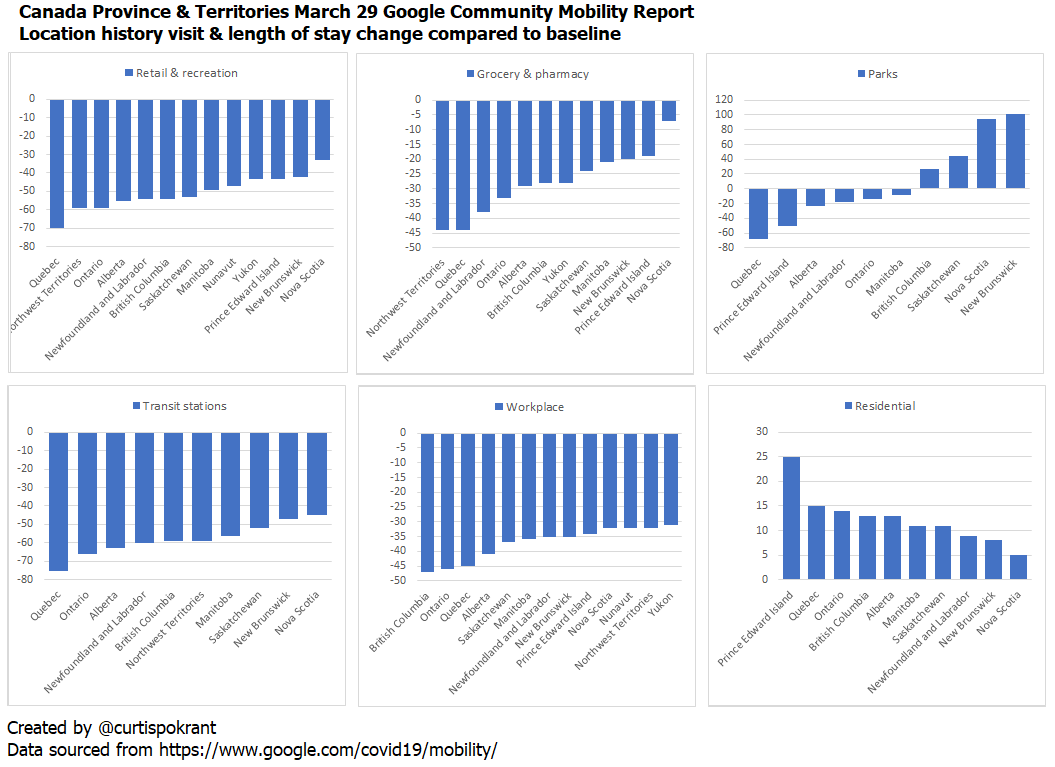 Canada Province & Territories March 29 Google Community Mobility Report
Location history visit & length of stay change compared to baseline
Retail & recreation
0
-10
-20
-30
-40
-50
-60
-70
-80
Quebec
orthwest Territories
Ontario
Alberta
Newfoundland and Labrador
British Columbia
Saskatchewan
Manitoba
Nunavut
Yukon
Prince Edward Island
New Brunswick
Nova Scotia
Grocery & pharmacy
0
-5
-10
-15
-20
-25
-30
-35
-40
-45
-50
Northwest Territories
Quebec
Newfoundland and Labrador
Ontario
Alberta
British Columbia
Yukon
Saskatchewan
Manitoba
New Brunswick
Prince Edward Island
Nova Scotia
Parks
120
100
80
60
40
20
0
-20
-40
-60
-80
Quebec
Prince Edward Island
Alberta
Newfoundland and Labrador
Ontario
Manitoba
British Columbia
Saskatchewan
Nova Scotia
New Brunswick
Transit stations
0
-10
-20
-30
-40
-50
-60
-70
-80
Quebec
Ontario
Alberta
Newfoundland and Labrador
British Columbia
Northwest Territories
Manitoba
Saskatchewan
New Brunswick
Nova Scotia
Workplace
0
-5
-10
-15
-20
-25
-30
-35
-40
-45
-50
British Columbia
Ontario
Quebec
Alberta
Saskatchewan
Manitoba
Newfoundland and Labrador
New Brunswick
Prince Edward Island
Nova Scotia
Nunavut
Northwest Territories
Yukon
Residential
30
25
20
15
10
5
0
Prince Edward Island
Quebec
Ontario
British Columbia
Alberta
Manitoba
Saskatchewan
Newfoundland and Labrador
New Brunswick
Nova Scotia
Created by @curtispokrant
Data sourced from https://www.google.com/covid19/mobility/